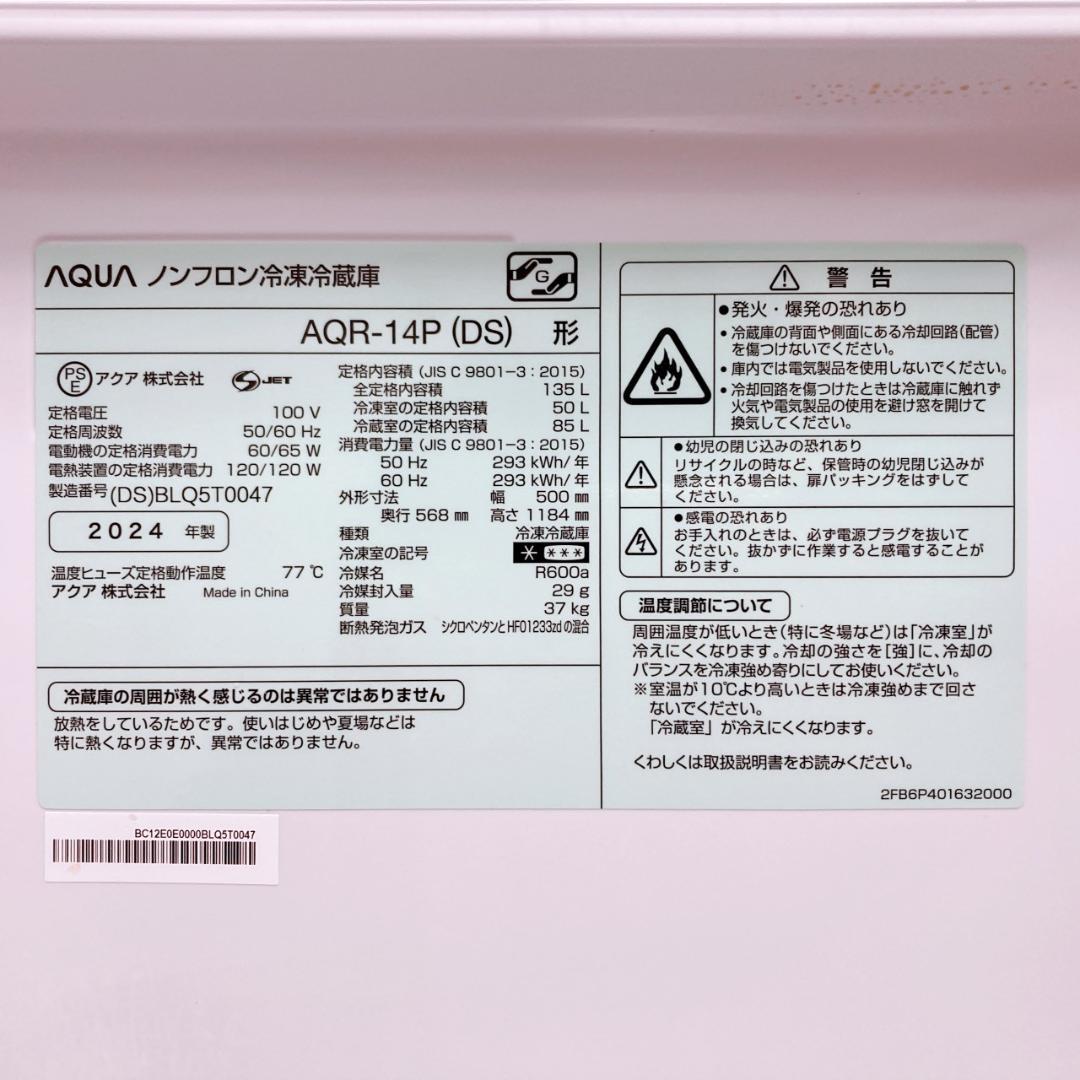 AQUA ノンフロン冷凍冷蔵庫
G
AQR-14P (DS) 形
PS E アクア 株式会社 S JET
定格電圧 100 V
定格周波数 50/60 Hz
電動機の定格消費電力 60/65 W
電熱装置の定格消費電力 120/120 W
製造番号 (DS)BLQ5T0047
2024 年製
温度ヒューズ定格動作温度 77 ℃
アクア 株式会社 Made in China
定格内容積 (JIS C 9801-3 : 2015)
全定格内容積 135 L
冷凍室の定格内容積 50 L
冷蔵室の定格内容積 85 L
消費電力量 (JIS C 9801-3 : 2015)
50 Hz 293 kWh/年
60 Hz 293 kWh/年
外形寸法 幅 500 ㎜
奥行 568 ㎜ 高さ 1184 ㎜
種類 冷凍冷蔵庫
冷凍室の記号 * ***
冷媒名 R600a
冷媒封入量 29 g
質量 37 kg
断熱発泡ガス シクロペンタンとHFO1233zdの混合
冷蔵庫の周囲が熱く感じるのは異常ではありません
放熱をしているためです。使いはじめや夏場などは
特に熱くなりますが、異常ではありません。
警告
●発火・爆発の恐れあり
・冷蔵庫の背面や側面にある冷却回路(配管)
を傷つけないでください。
・庫内では電気製品を使用しないでください。
・冷却回路を傷つけたときは冷蔵庫に触れず
火気や電気製品の使用を避け窓を開けて
換気してください。
●幼児の閉じ込みの恐れあり
リサイクルの時など、保管時の幼児閉じ込みが
懸念される場合は、扉パッキングをはずして
ください。
●感電の恐れあり
お手入れのときは、必ず電源プラグを抜いて
ください。抜かずに作業すると感電することが
あります。
温度調節について
周囲温度が低いとき(特に冬場など)は「冷凍室」が
冷えにくくなります。冷却の強さを[強]に、冷却の
バランスを冷凍強め寄りにしてお使いください。
※室温が10℃より高いときは冷凍強めまで回さ
ないでください。
「冷蔵室」が冷えにくくなります。
くわしくは取扱説明書をお読みください。
2FB6P401632000
BC12E0E0000BLQ5T0047